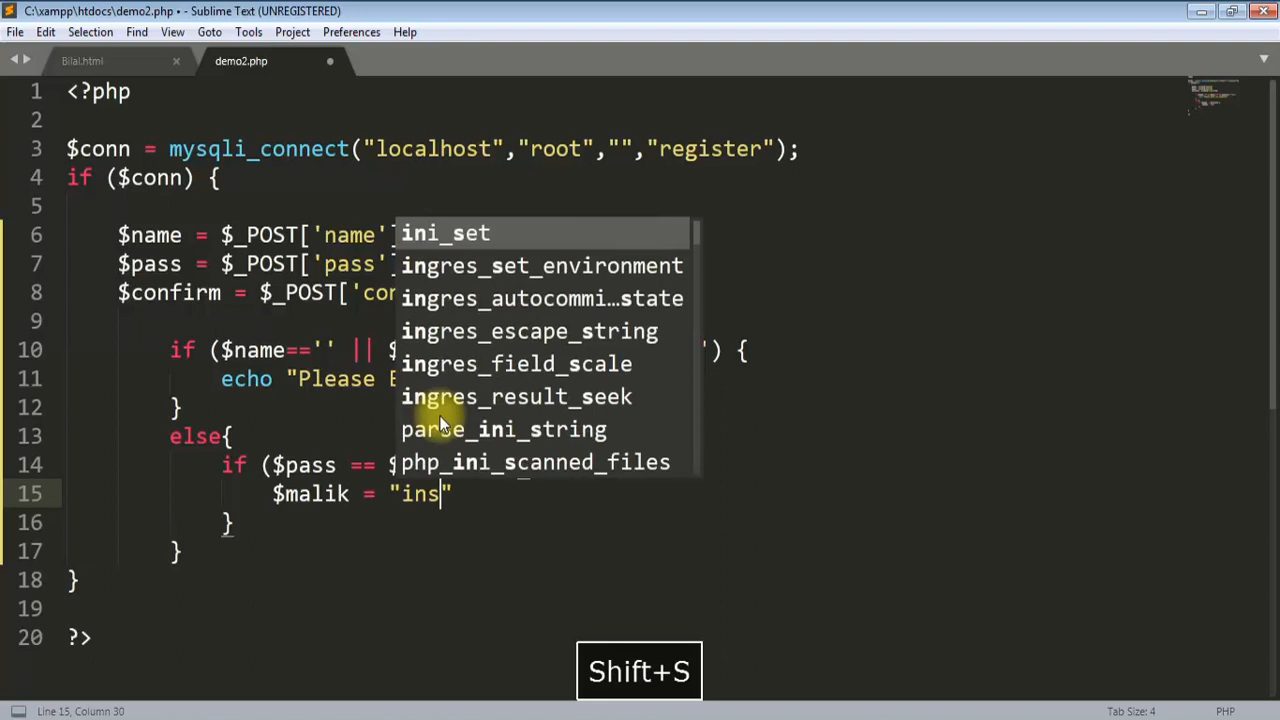 C:\xampp\htdocs\demo2.php • - Sublime Text (UNREGISTERED)
File Edit Selection Find View Goto Tools Project Preferences Help
Bilal.html demo2.php
1 <?php
2
3 $conn = mysqli_connect("localhost","root","","register");
4 if ($conn) {
5
6 $name = $_POST['name']
7 $pass = $_POST['pass']
8 $confirm = $_POST['con
9
10 if ($name=='' || $ ') {
11 echo "Please E
12 }
13 else{
14 if ($pass == $
15 $malik = "ins"
16 }
17 }
18 }
19
20 ?>
ini_set
ingres_set_environment
ingres_autocommi…state
ingres_escape_string
ingres_field_scale
ingres_result_seek
parse_ini_string
php_ini_scanned_files
Shift+S
Line 15, Column 30 Tab Size: 4 PHP